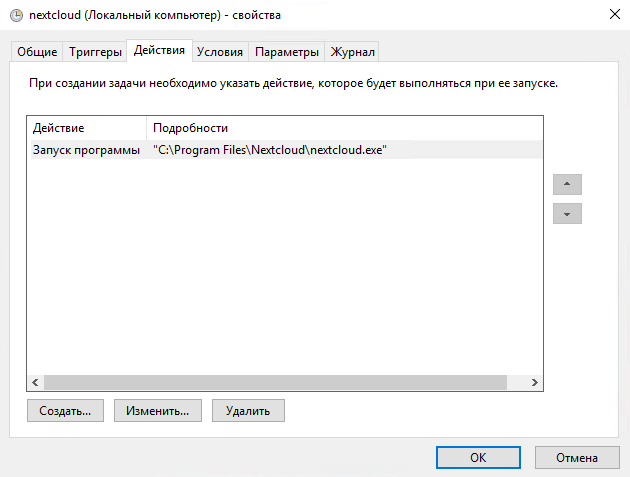 nextcloud (Локальный компьютер) - свойства
Общие Триггеры Действия Условия Параметры Журнал
При создании задачи необходимо указать действие, которое будет выполняться при ее запуске.
Действие Подробности
Запуск программы "C:\Program Files\Nextcloud\nextcloud.exe"
Создать... Изменить... Удалить
OK Отмена